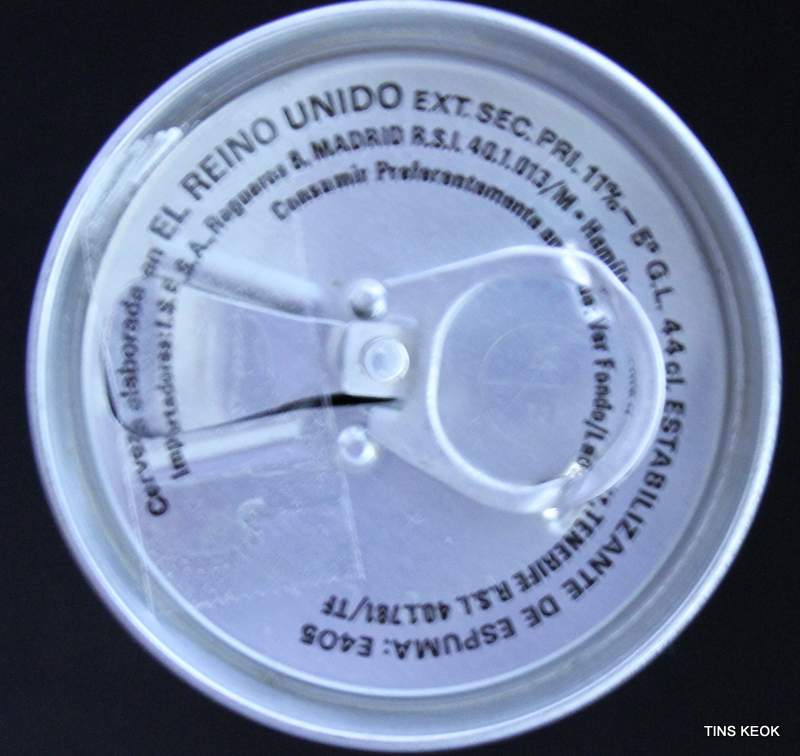 Cerveza elaborada en EL REINO UNIDO EXT. SEC. PRI. 11% - 5º G.L. 44 cl. ESTABILIZANTE DE ESPUMA: E405
Importadores: I.S.E. S.A. Regueros 8, MADRID R.S.I. 40.1.013/M • TENERIFE R.S.I. 40.1.781/TF
Consumir Preferentemente Ver Fondo/
TINS KEOK